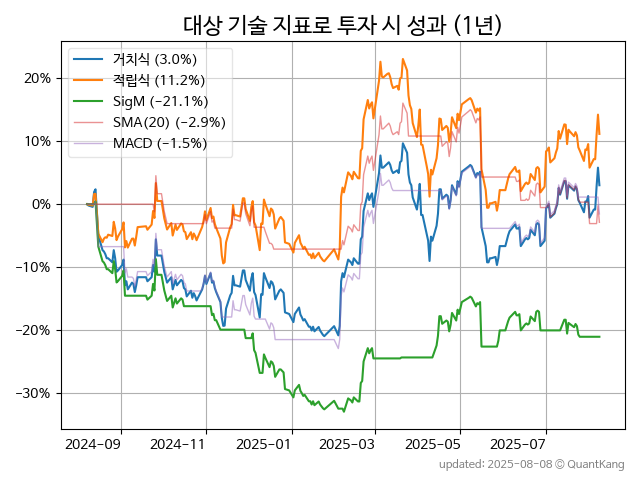 대상 기술 지표로 투자 시 성과 (1년)
거치식 (3.0%)
적립식 (11.2%)
SigM (−21.1%)
SMA(20) (−2.9%)
MACD (−1.5%)
20%
10%
0%
−10%
−20%
−30%
2024-09 2024-11 2025-01 2025-03 2025-05 2025-07
updated: 2025-08-08 © QuantKang